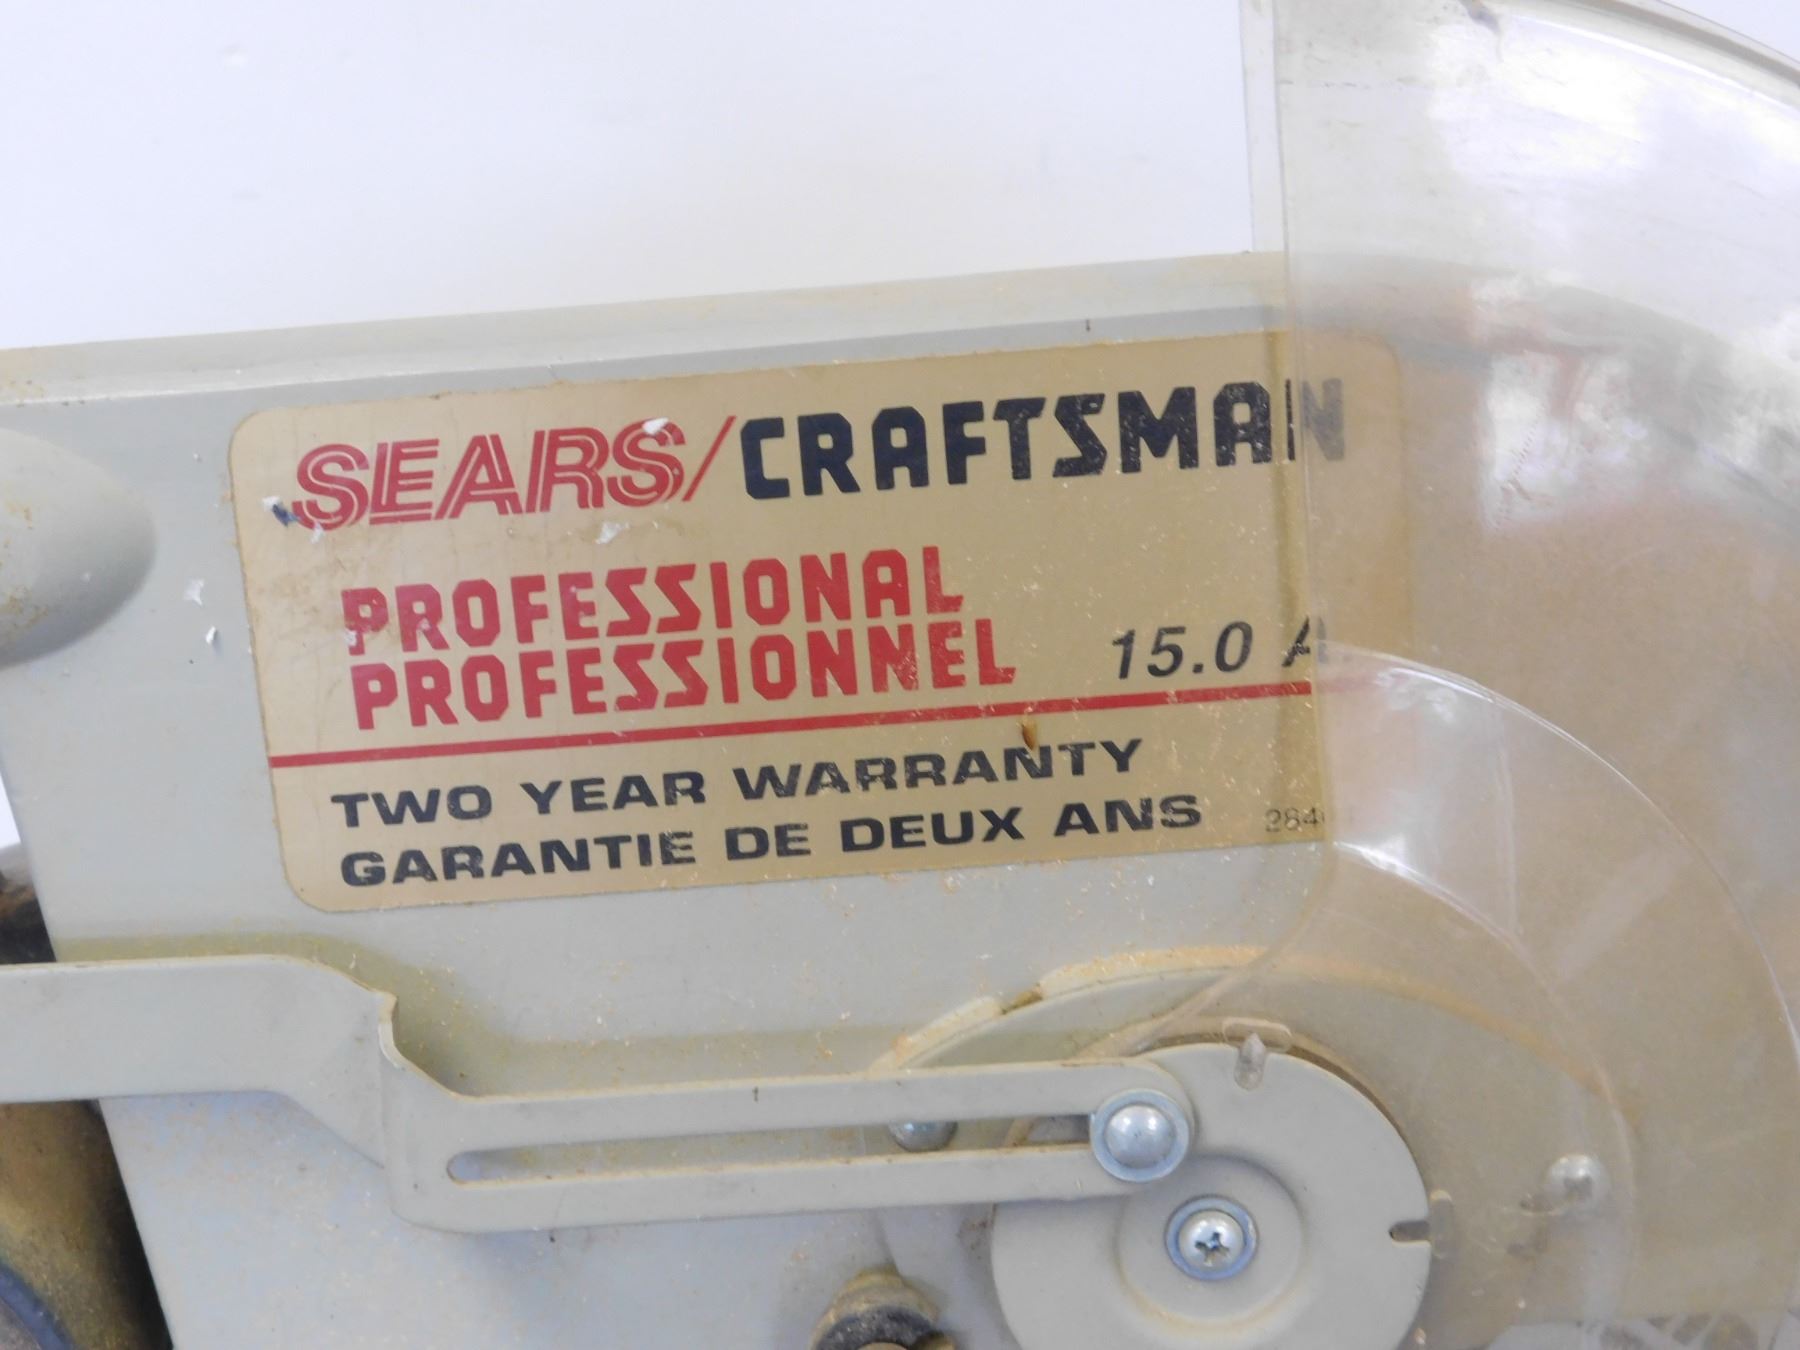 SEARS/CRAFTSMAN
PROFESSIONAL
PROFESSIONNEL 15.0 A
TWO YEAR WARRANTY
GARANTIE DE DEUX ANS